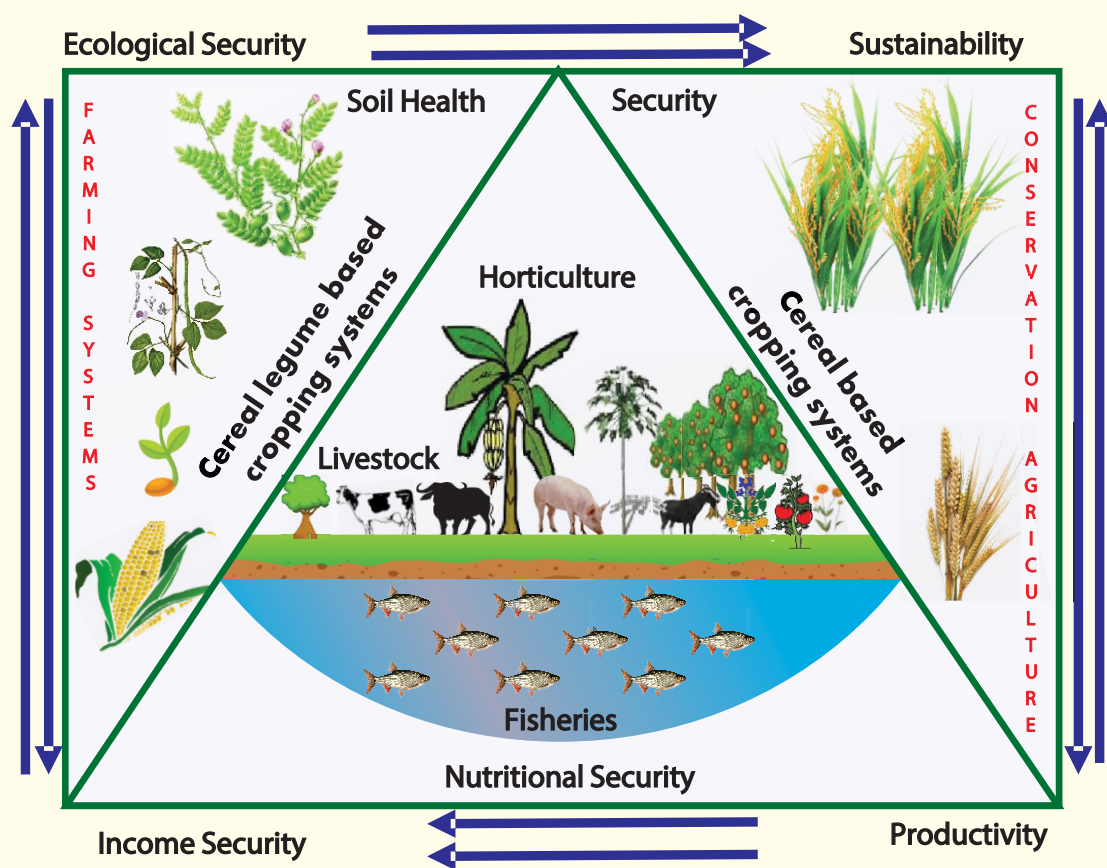 Ecological Security
Sustainability
Soil Health
Security
FARMING SYSTEMS
CONSERVATION AGRICULTURE
Cereal legume based
cropping systems
Horticulture
Cereal based
cropping systems
Livestock
Fisheries
Nutritional Security
Income Security
Productivity